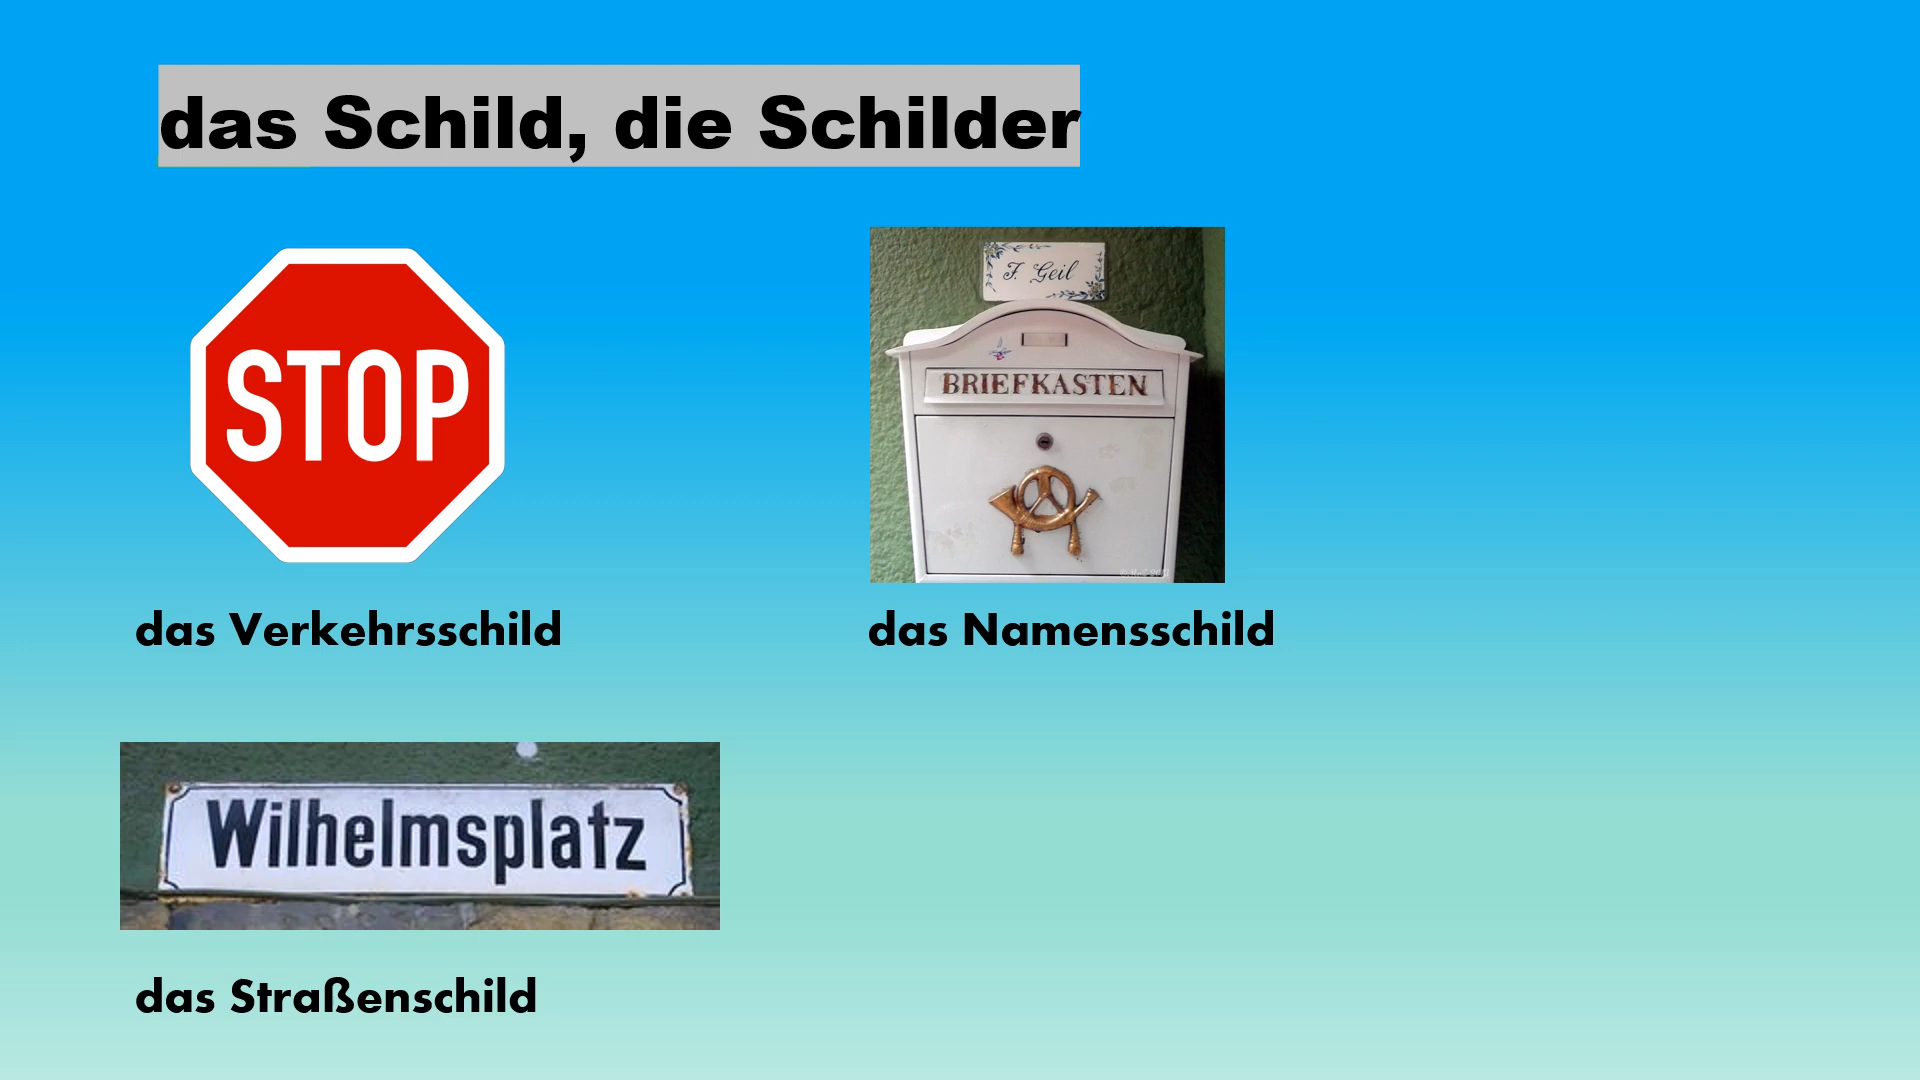 das Schild, die Schilder
STOP
F. Geil
BRIEFKASTEN
das Verkehrsschild
das Namensschild
Wilhelmsplatz
das Straßenschild